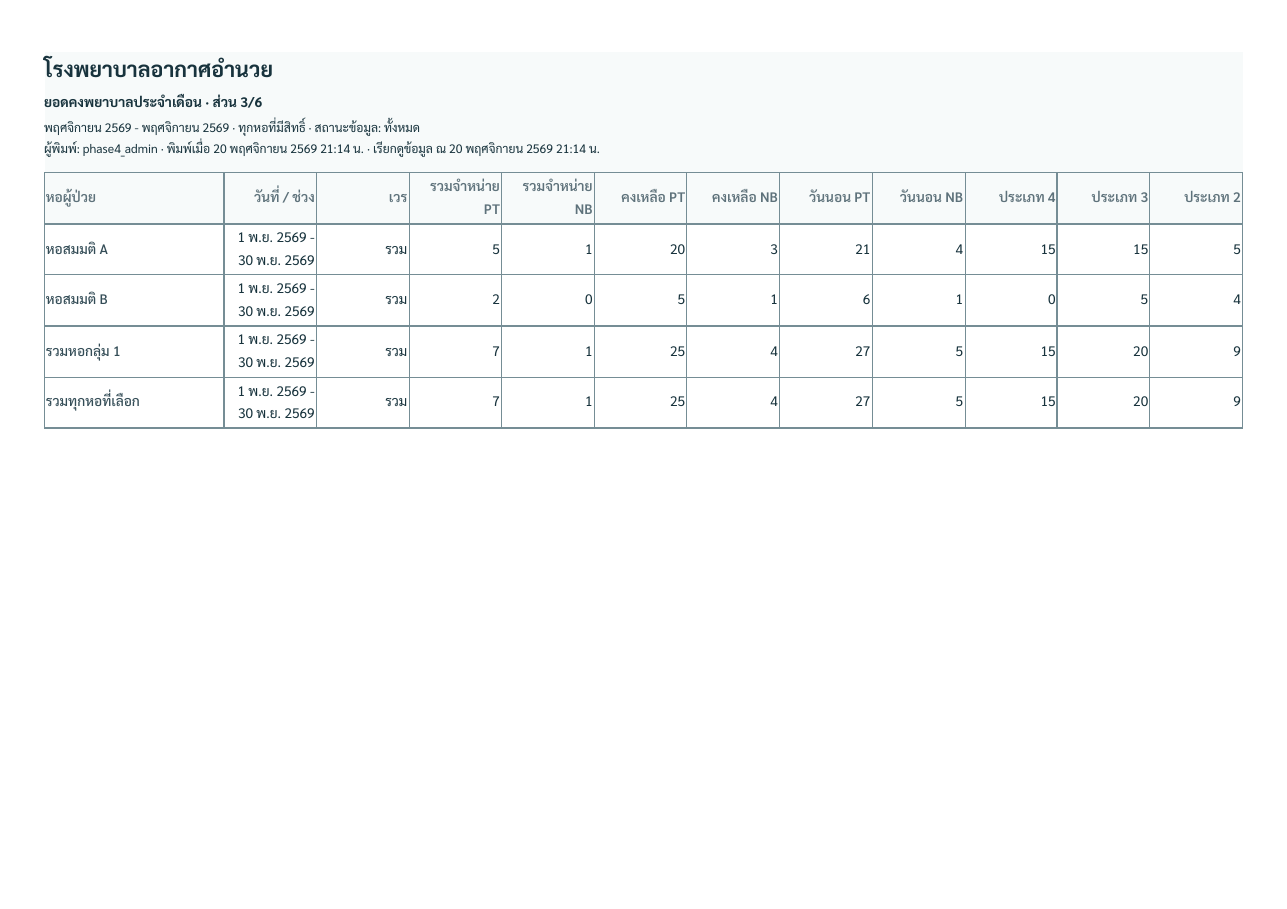 โรงพยาบาลอากาศอำนวย
ยอดคงพยาบาลประจำเดือน · ส่วน 3/6
พฤศจิกายน 2569 - พฤศจิกายน 2569 · ทุกหอที่มีสิทธิ์ · สถานะข้อมูล: ทั้งหมด
ผู้พิมพ์: phase4_admin · พิมพ์เมื่อ 20 พฤศจิกายน 2569 21:14 น. · เรียกดูข้อมูล ณ 20 พฤศจิกายน 2569 21:14 น.
หอผู้ป่วย วันที่ / ช่วง เวร รวมจำหน่าย PT รวมจำหน่าย NB คงเหลือ PT คงเหลือ NB วันนอน PT วันนอน NB ประเภท 4 ประเภท 3 ประเภท 2
หอสมมติ A 1 พ.ย. 2569 - 30 พ.ย. 2569 รวม 5 1 20 3 21 4 15 15 5
หอสมมติ B 1 พ.ย. 2569 - 30 พ.ย. 2569 รวม 2 0 5 1 6 1 0 5 4
รวมหอกลุ่ม 1 1 พ.ย. 2569 - 30 พ.ย. 2569 รวม 7 1 25 4 27 5 15 20 9
รวมทุกหอที่เลือก 1 พ.ย. 2569 - 30 พ.ย. 2569 รวม 7 1 25 4 27 5 15 20 9